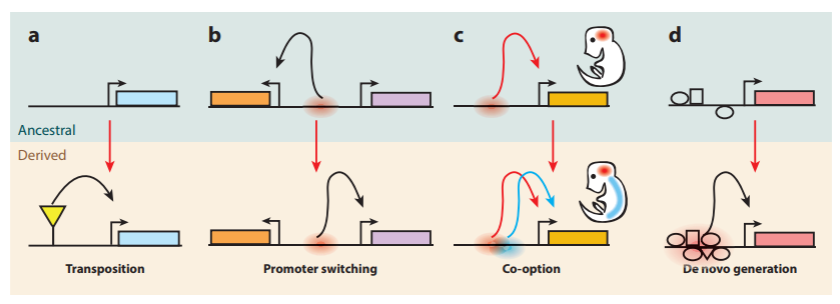 a
b
c
d
Ancestral
Derived
Transposition
Promoter switching
Co-option
De novo generation